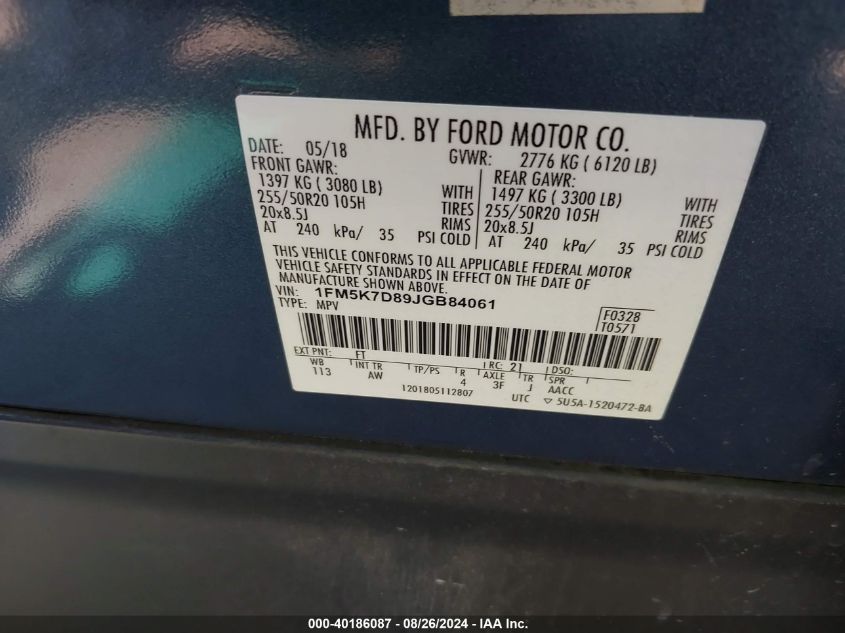 MFD. BY FORD MOTOR CO.
DATE: 05/18 GVWR: 2776 KG ( 6120 LB)
FRONT GAWR: REAR GAWR:
1397 KG ( 3080 LB) WITH 1497 KG ( 3300 LB) WITH
255/50R20 105H TIRES 255/50R20 105H TIRES
20x8.5J RIMS 20x8.5J RIMS
AT 240 kPa/ 35 PSI COLD AT 240 kPa/ 35 PSI COLD
THIS VEHICLE CONFORMS TO ALL APPLICABLE FEDERAL MOTOR
VEHICLE SAFETY STANDARDS IN EFFECT ON THE DATE OF
MANUFACTURE SHOWN ABOVE.
VIN: 1FM5K7D89JGB84061
TYPE: MPV
F0328
T0571
EXT PNT: FT RC: 21 DSO:
WB INT TR TP/PS R AXLE TR SPR
113 AW 4 3F J AACC
1201805112807 UTC ▽ 5U5A-1520472-BA
000-40186087 - 08/26/2024 - IAA Inc.